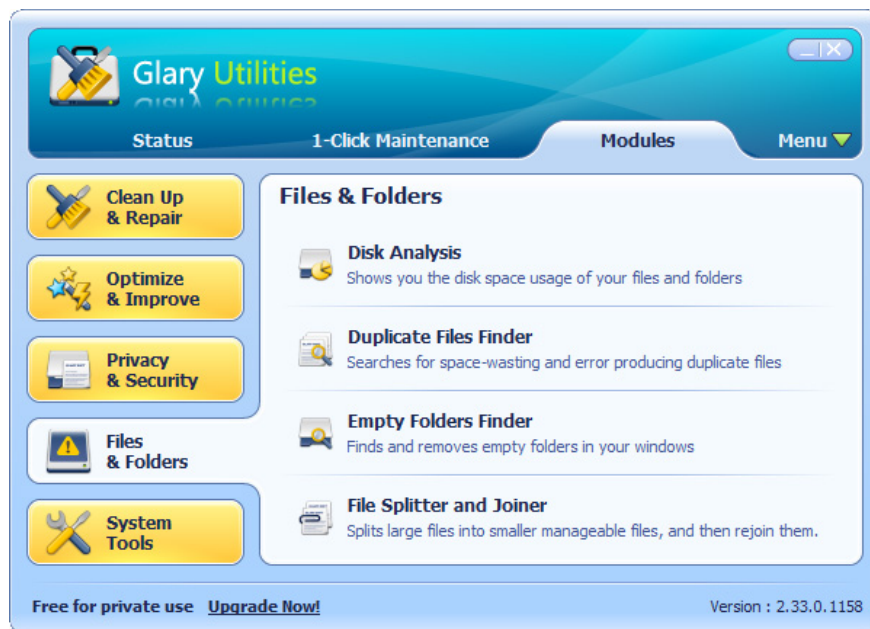 Glary Utilities
Status
1-Click Maintenance
Modules
Menu
Clean Up
& Repair
Optimize
& Improve
Privacy
& Security
Files
& Folders
System
Tools
Files & Folders
Disk Analysis
Shows you the disk space usage of your files and folders
Duplicate Files Finder
Searches for space-wasting and error producing duplicate files
Empty Folders Finder
Finds and removes empty folders in your windows
File Splitter and Joiner
Splits large files into smaller manageable files, and then rejoin them.
Free for private use Upgrade Now!
Version : 2.33.0.1158